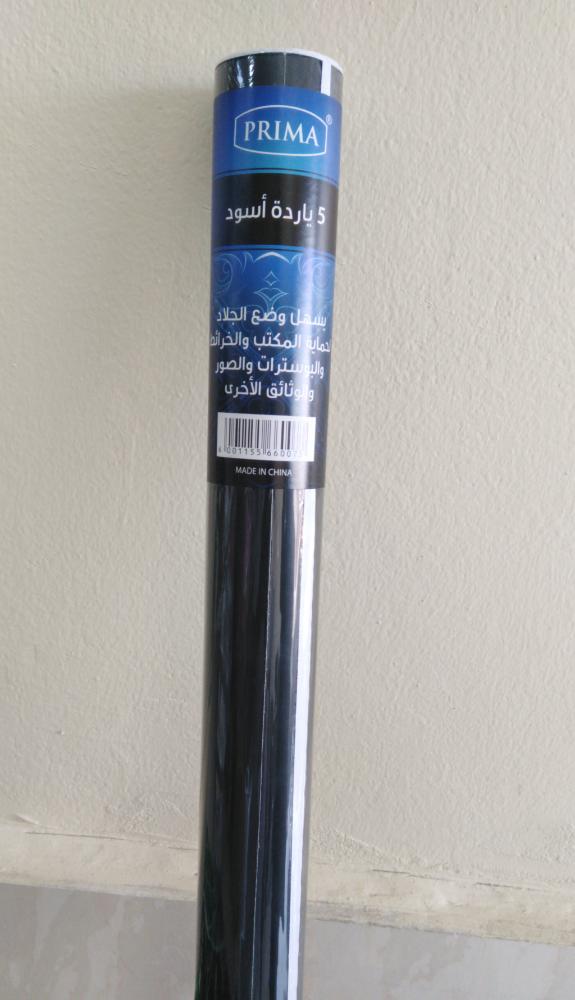 PRIMA®
5 ياردة أسود
يسهل وضع الجلاد
لحماية المكتب والخرائط
والبوسترات والصور
والوثائق الأخرى
MADE IN CHINA